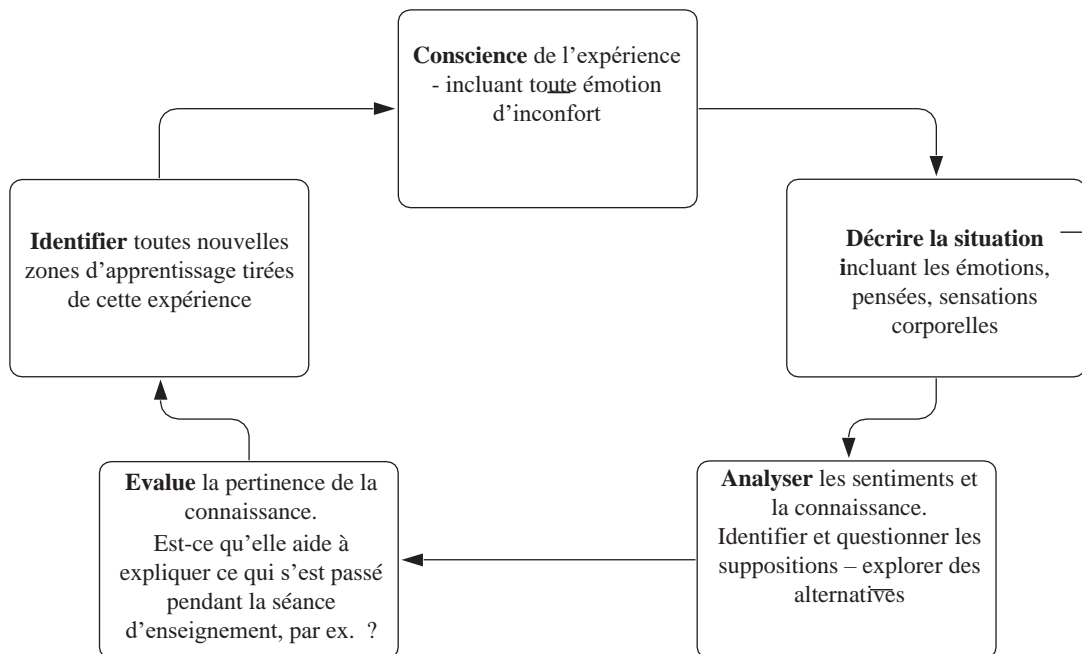 Conscience de l’expérience
- incluant toute émotion
d’inconfort
Décrire la situation
incluant les émotions,
pensées, sensations
corporelles
Analyser les sentiments et
la connaissance.
Identifier et questionner les
suppositions – explorer des
alternatives
Evalue la pertinence de la
connaissance.
Est-ce qu’elle aide à
expliquer ce qui s’est passé
pendant la séance
d’enseignement, par ex. ?
Identifier toutes nouvelles
zones d’apprentissage tirées
de cette expérience